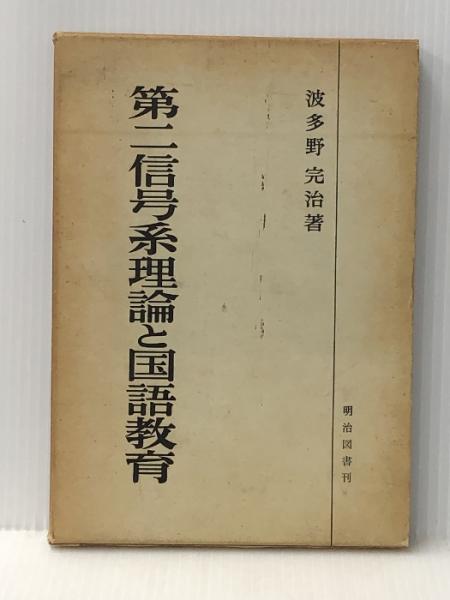 波多野完治著
第二信号系理論と国語教育
明治図書刊